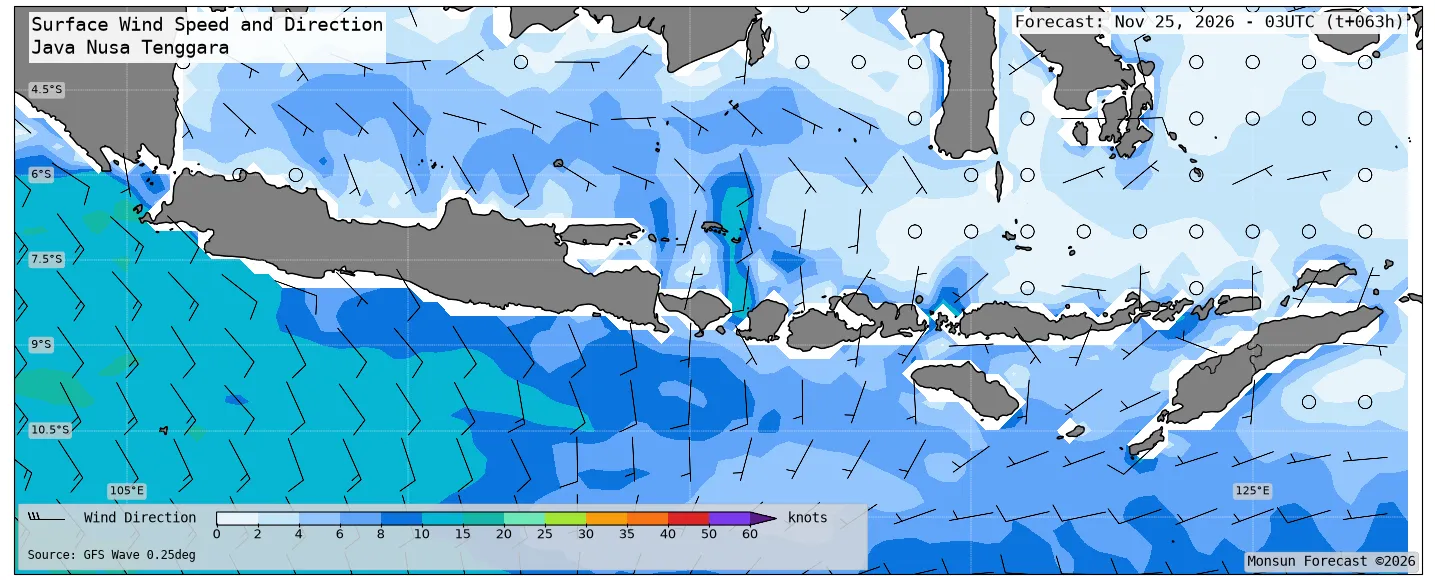 Surface Wind Speed and Direction
Java Nusa Tenggara
Forecast: Nov 25, 2026 - 03UTC (t+063h)
4.5°S
6°S
7.5°S
9°S
10.5°S
105°E
125°E
Wind Direction
0 2 4 6 8 10 15 20 25 30 35 40 50 60
knots
Source: GFS Wave 0.25deg
Monsun Forecast ©2026